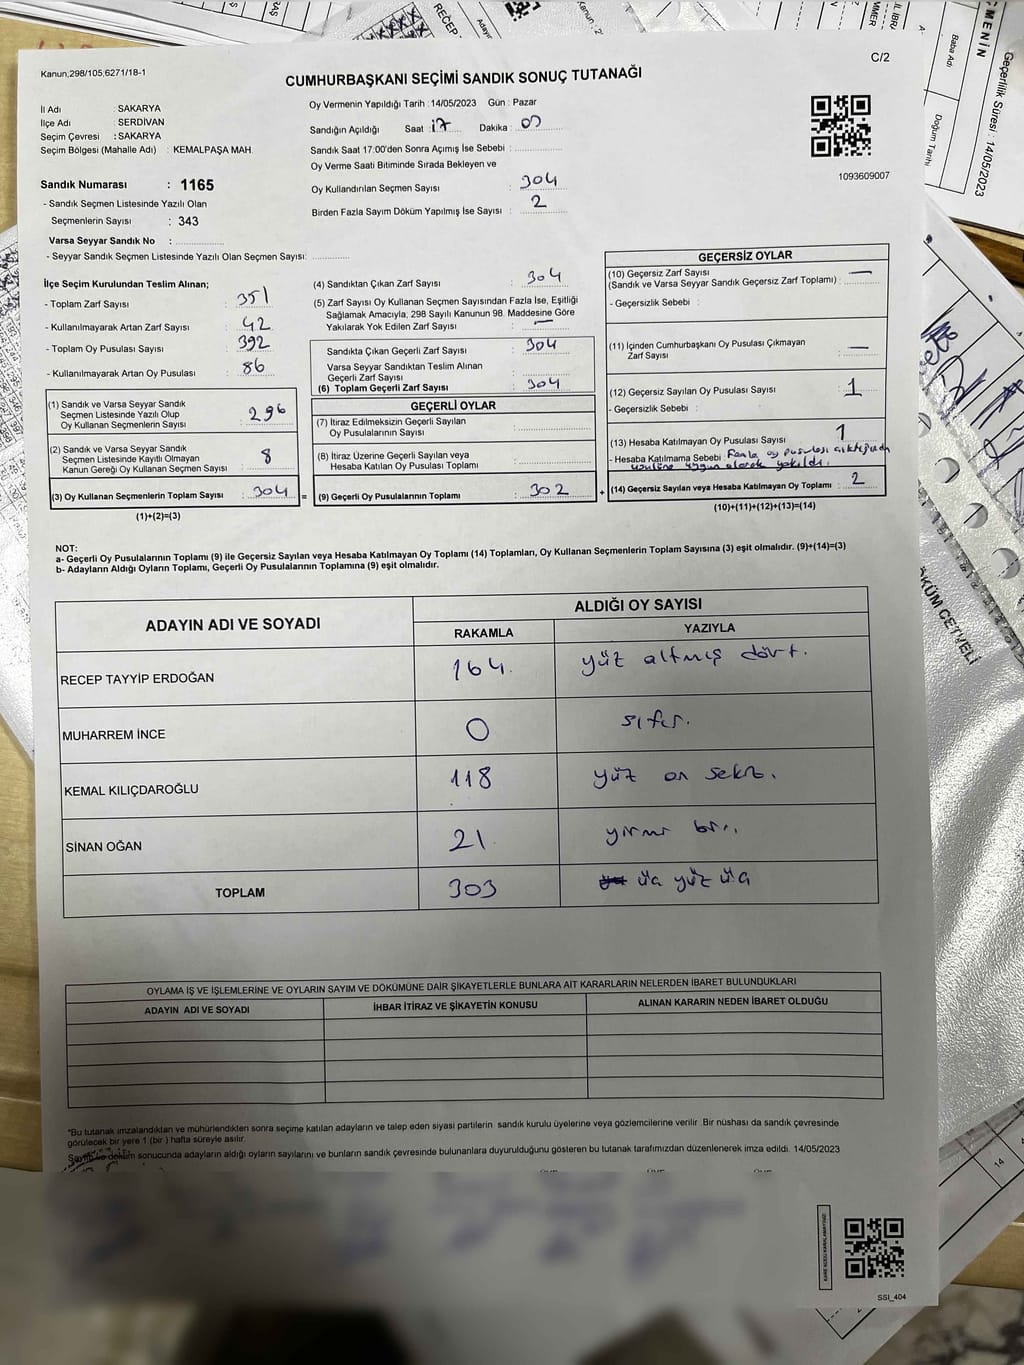 Kanun,298/105,6271/18-1
C/2
CUMHURBAŞKANI SEÇİMİ SANDIK SONUÇ TUTANAĞI
İl Adı : SAKARYA
İlçe Adı : SERDİVAN
Seçim Çevresi : SAKARYA
Seçim Bölgesi (Mahalle Adı) : KEMALPAŞA MAH.
Sandık Numarası : 1165
- Sandık Seçmen Listesinde Yazılı Olan
Seçmenlerin Sayısı : 343
Varsa Seyyar Sandık No :
- Seyyar Sandık Seçmen Listesinde Yazılı Olan Seçmen Sayısı:
Oy Vermenin Yapıldığı Tarih : 14/05/2023 Gün : Pazar
Sandığın Açıldığı Saat : 17 Dakika : 09
Sandık Saat 17:00'den Sonra Açımış İse Sebebi :
Oy Verme Saati Bitiminde Sırada Bekleyen ve
Oy Kullandırılan Seçmen Sayısı : 304
Birden Fazla Sayım Döküm Yapılmış İse Sayısı : 2
1093609007
İlçe Seçim Kurulundan Teslim Alınan;
- Toplam Zarf Sayısı : 351
- Kullanılmayarak Artan Zarf Sayısı : 42
- Toplam Oy Pusulası Sayısı : 392
- Kullanılmayarak Artan Oy Pusulası : 86
(1) Sandık ve Varsa Seyyar Sandık
Seçmen Listesinde Yazılı Olup
Oy Kullanan Seçmenlerin Sayısı : 296
(2) Sandık ve Varsa Seyyar Sandık
Seçmen Listesinde Kayıtlı Olmayan
Kanun Gereği Oy Kullanan Seçmen Sayısı : 8
(3) Oy Kullanan Seçmenlerin Toplam Sayısı : 304 =
(1)+(2)=(3)
(4) Sandıktan Çıkan Zarf Sayısı : 304
(5) Zarf Sayısı Oy Kullanan Seçmen Sayısından Fazla İse, Eşitliği
Sağlamak Amacıyla, 298 Sayılı Kanunun 98. Maddesine Göre
Yakılarak Yok Edilen Zarf Sayısı : —
Sandıkta Çıkan Geçerli Zarf Sayısı : 304
Varsa Seyyar Sandıktan Teslim Alınan
Geçerli Zarf Sayısı :
(6) Toplam Geçerli Zarf Sayısı : 304
GEÇERLİ OYLAR
(7) İtiraz Edilmeksizin Geçerli Sayılan
Oy Pusulalarının Sayısı :
(8) İtiraz Üzerine Geçerli Sayılan veya
Hesaba Katılan Oy Pusulası Toplamı :
(9) Geçerli Oy Pusulalarının Toplamı : 302 +
GEÇERSİZ OYLAR
(10) Geçersiz Zarf Sayısı —
(Sandık ve Varsa Seyyar Sandık Geçersiz Zarf Toplamı) :
- Geçersizlik Sebebi :
(11) İçinden Cumhurbaşkanı Oy Pusulası Çıkmayan
Zarf Sayısı : —
(12) Geçersiz Sayılan Oy Pusulası Sayısı : 1
- Geçersizlik Sebebi :
(13) Hesaba Katılmayan Oy Pusulası Sayısı : 1
- Hesaba Katılmama Sebebi : Fazla oy pusulası çıktığından
usulüne uygun olarak yakıldı.
(14) Geçersiz Sayılan veya Hesaba Katılmayan Oy Toplamı : 2
(10)+(11)+(12)+(13)=(14)
NOT:
a- Geçerli Oy Pusulalarının Toplamı (9) ile Geçersiz Sayılan veya Hesaba Katılmayan Oy Toplamı (14) Toplamları, Oy Kullanan Seçmenlerin Toplam Sayısına (3) eşit olmalıdır. (9)+(14)=(3)
b- Adayların Aldığı Oyların Toplamı, Geçerli Oy Pusulalarının Toplamına (9) eşit olmalıdır.
ADAYIN ADI VE SOYADI
ALDIĞI OY SAYISI
RAKAMLA YAZIYLA
RECEP TAYYİP ERDOĞAN 164. yüz altmış dört.
MUHARREM İNCE 0 sıfır.
KEMAL KILIÇDAROĞLU 118 yüz on sekiz.
SİNAN OĞAN 21. yirmi bir.
TOPLAM 303 üç yüz üç
OYLAMA İŞ VE İŞLEMLERİNE VE OYLARIN SAYIM VE DÖKÜMÜNE DAİR ŞİKAYETLERLE BUNLARA AİT KARARLARIN NELERDEN İBARET BULUNDUKLARI
ADAYIN ADI VE SOYADI İHBAR İTİRAZ VE ŞİKAYETİN KONUSU ALINAN KARARIN NEDEN İBARET OLDUĞU
*Bu tutanak imzalandıktan ve mühürlendikten sonra seçime katılan adayların ve talep eden siyasi partilerin sandık kurulu üyelerine veya gözlemcilerine verilir. Bir nüshası da sandık çevresinde
görülecek bir yere 1 (bir) hafta süreyle asılır.
Sayım ve döküm sonucunda adayların aldığı oyların sayılarını ve bunların sandık çevresinde bulunanlara duyurulduğunu gösteren bu tutanak tarafımızdan düzenlenerek imza edildi. 14/05/2023
SSI_404
RECEP
MENİN
Geçerlilik Süresi : 14/05/2023
Baba Adı
Doğum Tarihi
DÖKÜM CETVELİ
14